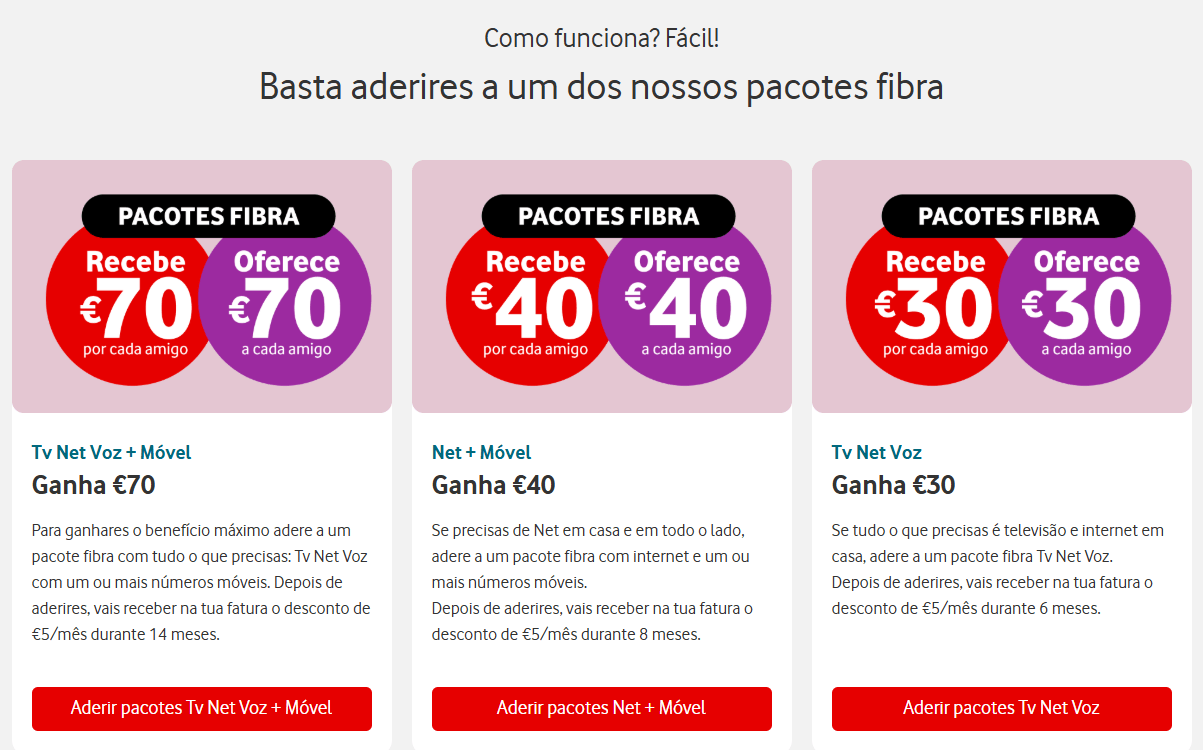 Como funciona? Fácil!
Basta aderires a um dos nossos pacotes fibra
PACOTES FIBRA
Recebe
€70
por cada amigo
Oferece
€70
a cada amigo
Tv Net Voz + Móvel
Ganha €70
Para ganhares o benefício máximo adere a um
pacote fibra com tudo o que precisas: Tv Net Voz
com um ou mais números móveis. Depois de
aderires, vais receber na tua fatura o desconto de
€5/mês durante 14 meses.
Aderir pacotes Tv Net Voz + Móvel
PACOTES FIBRA
Recebe
€40
por cada amigo
Oferece
€40
a cada amigo
Net + Móvel
Ganha €40
Se precisas de Net em casa e em todo o lado,
adere a um pacote fibra com internet e um ou
mais números móveis.
Depois de aderires, vais receber na tua fatura o
desconto de €5/mês durante 8 meses.
Aderir pacotes Net + Móvel
PACOTES FIBRA
Recebe
€30
por cada amigo
Oferece
€30
a cada amigo
Tv Net Voz
Ganha €30
Se tudo o que precisas é televisão e internet em
casa, adere a um pacote fibra Tv Net Voz.
Depois de aderires, vais receber na tua fatura o
desconto de €5/mês durante 6 meses.
Aderir pacotes Tv Net Voz